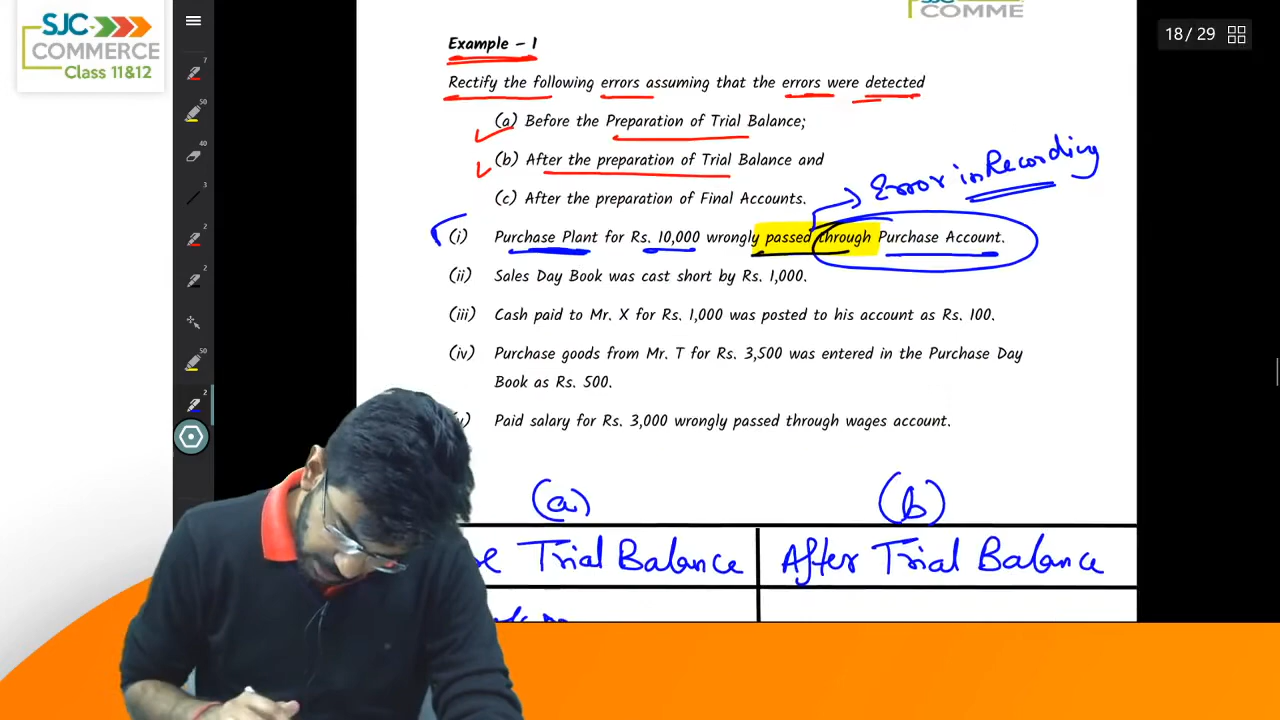 SJC
COMMERCE
Class 11&12
COMME
18 / 29
Example – 1
Rectify the following errors assuming that the errors were detected
(a) Before the Preparation of Trial Balance;
(b) After the preparation of Trial Balance and
(c) After the preparation of Final Accounts.
Error in Recording
(i) Purchase Plant for Rs. 10,000 wrongly passed through Purchase Account.
(ii) Sales Day Book was cast short by Rs. 1,000.
(iii) Cash paid to Mr. X for Rs. 1,000 was posted to his account as Rs. 100.
(iv) Purchase goods from Mr. T for Rs. 3,500 was entered in the Purchase Day
Book as Rs. 500.
Paid salary for Rs. 3,000 wrongly passed through wages account.
(a) (b)
Trial Balance After Trial Balance